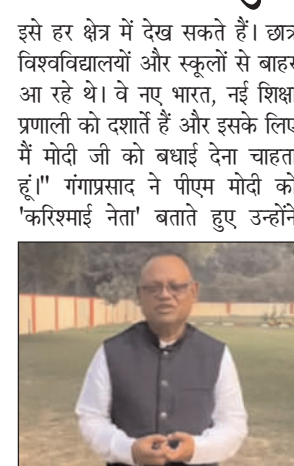 इसे हर क्षेत्र में देख सकते हैं। छात्र
विश्वविद्यालयों और स्कूलों से बाहर
आ रहे थे। वे नए भारत, नई शिक्षा
प्रणाली को दर्शाते हैं और इसके लिए
मैं मोदी जी को बधाई देना चाहता
हूं।" गंगाप्रसाद ने पीएम मोदी को
'करिश्माई नेता' बताते हुए उन्होंने